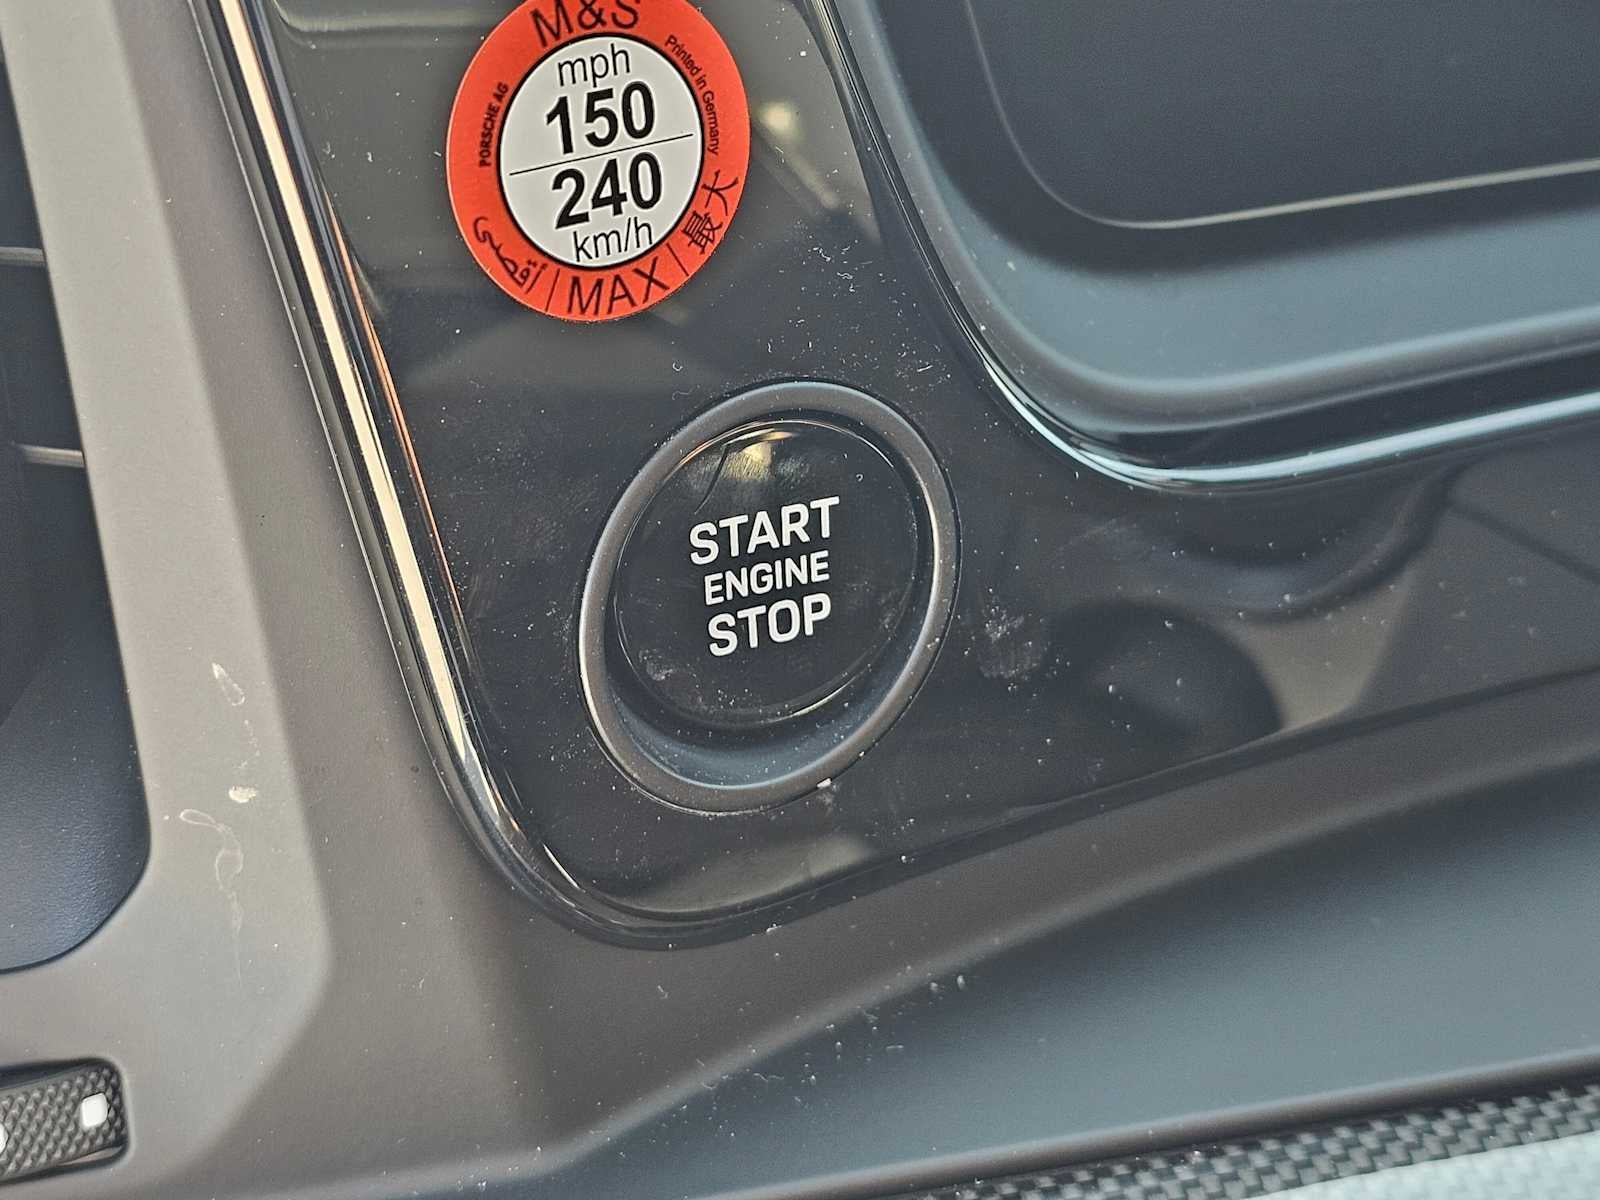 M&S
PORSCHE AG
Printed in Germany
mph
150
240
km/h
أقصى | MAX | 最大
START
ENGINE
STOP